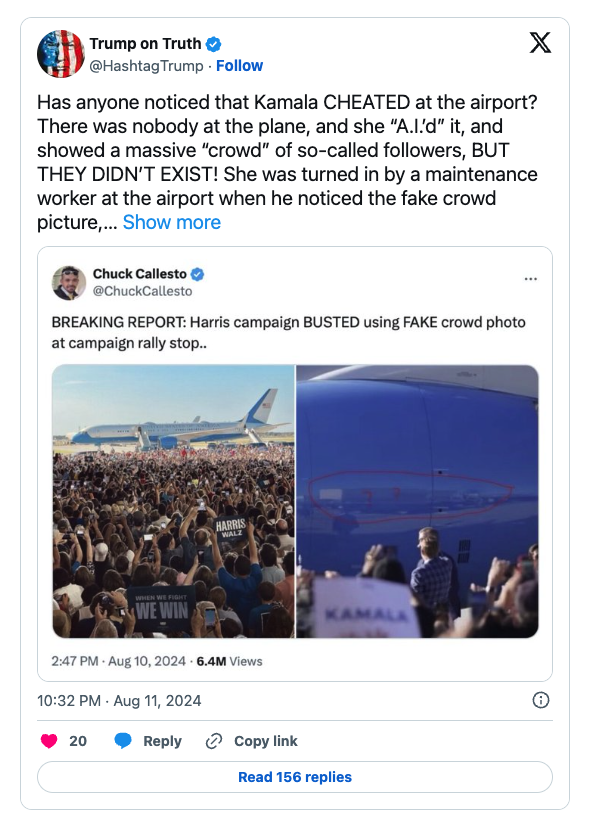 Trump on Truth
@HashtagTrump · Follow
Has anyone noticed that Kamala CHEATED at the airport?
There was nobody at the plane, and she “A.I.’d” it, and
showed a massive “crowd” of so-called followers, BUT
THEY DIDN’T EXIST! She was turned in by a maintenance
worker at the airport when he noticed the fake crowd
picture,... Show more
Chuck Callesto
@ChuckCallesto
BREAKING REPORT: Harris campaign BUSTED using FAKE crowd photo
at campaign rally stop..
HARRIS
WALZ
WHEN WE FIGHT
WE WIN
KAMALA
2:47 PM · Aug 10, 2024 · 6.4M Views
10:32 PM · Aug 11, 2024
20 Reply Copy link
Read 156 replies